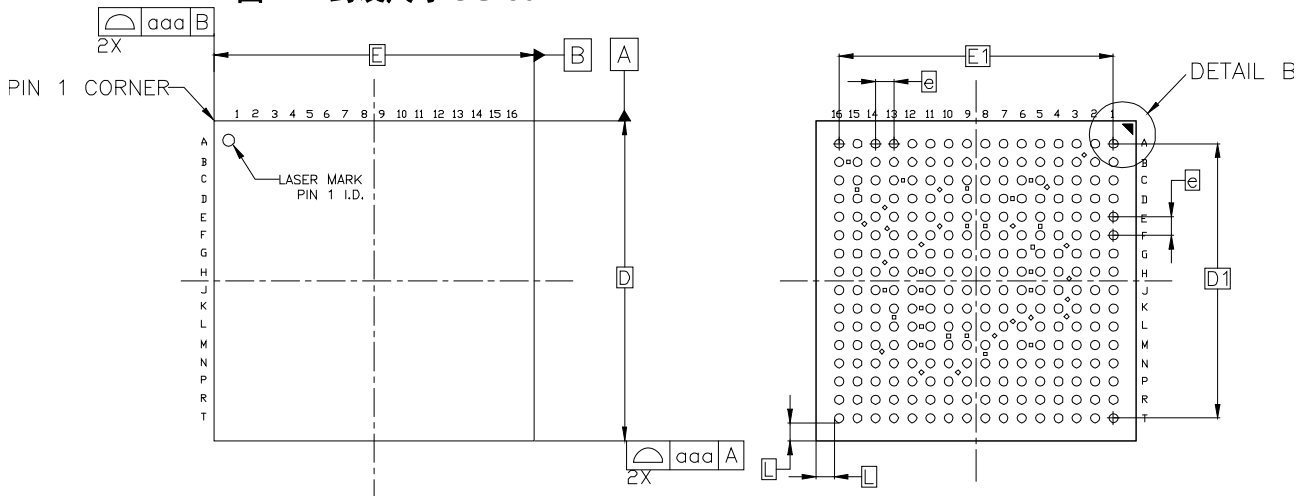 aaa B
2X
E
B
A
E1
e
DETAIL B
PIN 1 CORNER
1 2 3 4 5 6 7 8 9 10 11 12 13 14 15 16
16 15 14 13 12 11 10 9 8 7 6 5 4 3 2 1
A
B
C
D
E
F
G
H
J
K
L
M
N
P
R
T
LASER MARK
PIN 1 I.D.
D
A
B
C
D
E
F
G
H
J
K
L
M
N
P
R
T
e
D1
L
L
aaa A
2X